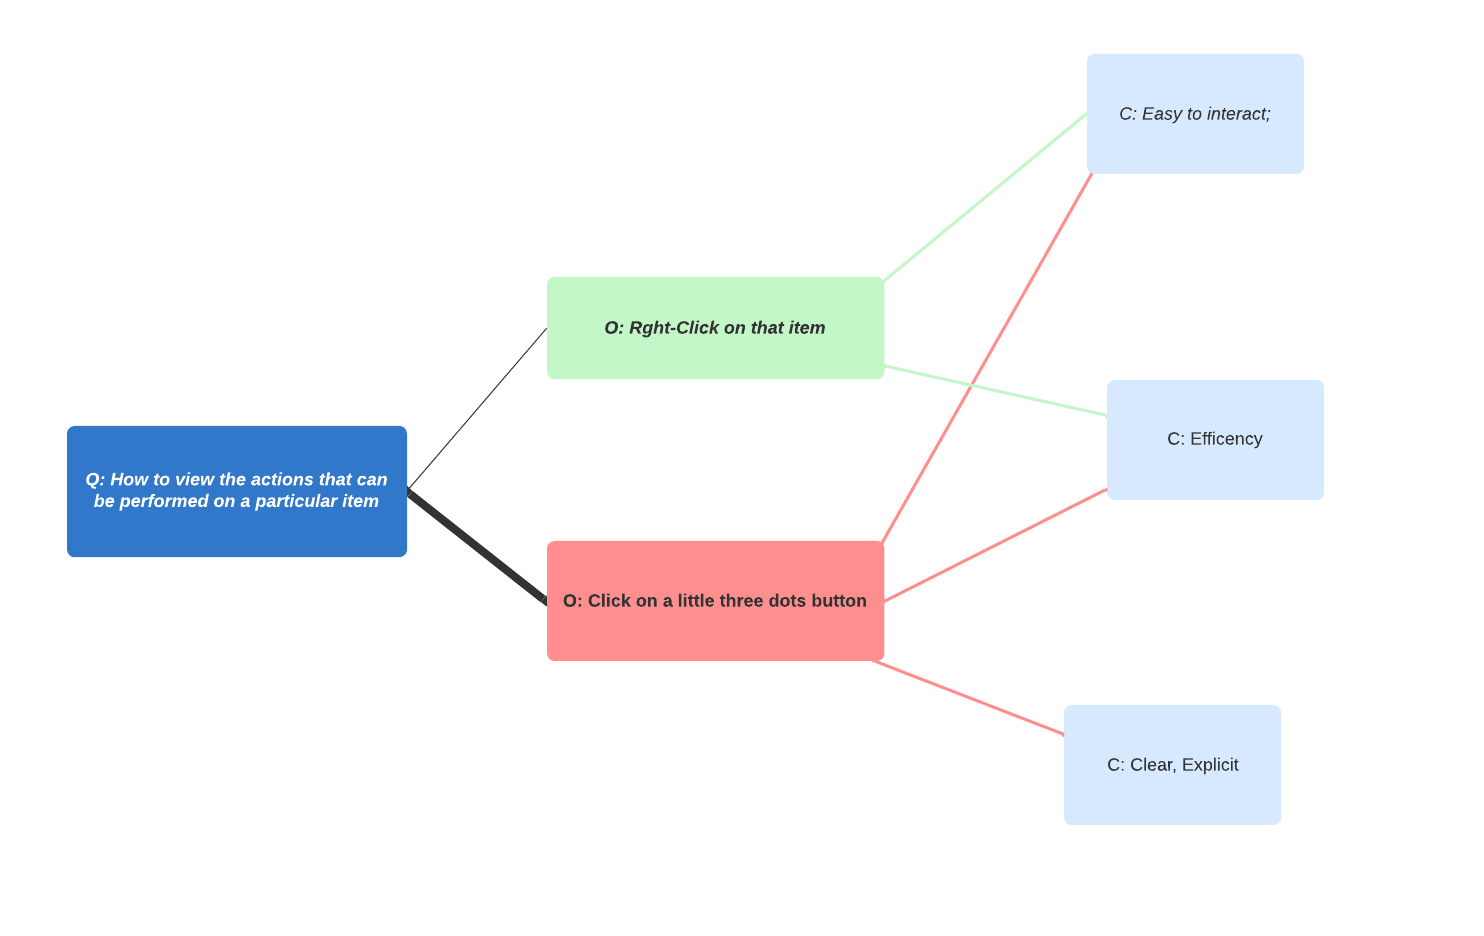 C: Easy to interact;
O: Rght-Click on that item
C: Efficency
Q: How to view the actions that can
be performed on a particular item
O: Click on a little three dots button
C: Clear, Explicit